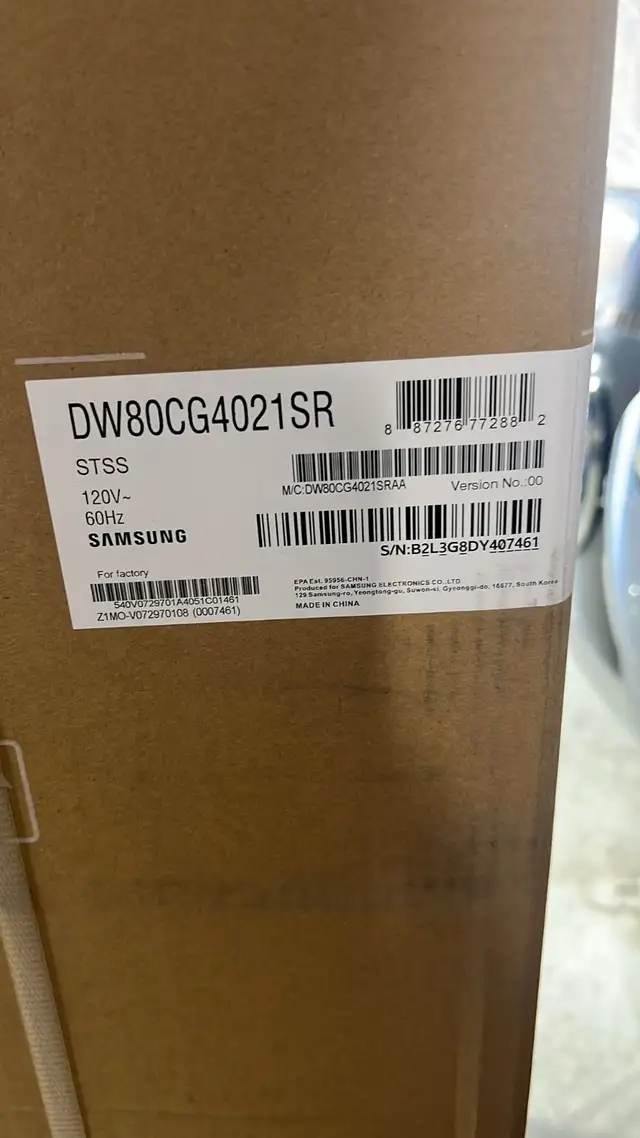 DW80CG4021SR
8 87276 77288 2
STSS
M/C:DW80CG4021SRAA Version No.:00
120V~
60Hz
SAMSUNG
S/N:B2L3G8DY407461
For factory
540V0729701A4051C01461
Z1MO-V072970108 (0007461)
EPA Est. 95956-CHN-1
Produced for SAMSUNG ELECTRONICS CO.,LTD
129 Samsung-ro, Yeongtong-gu, Suwon-si, Gyeonggi-do, 16677, South Korea
MADE IN CHINA